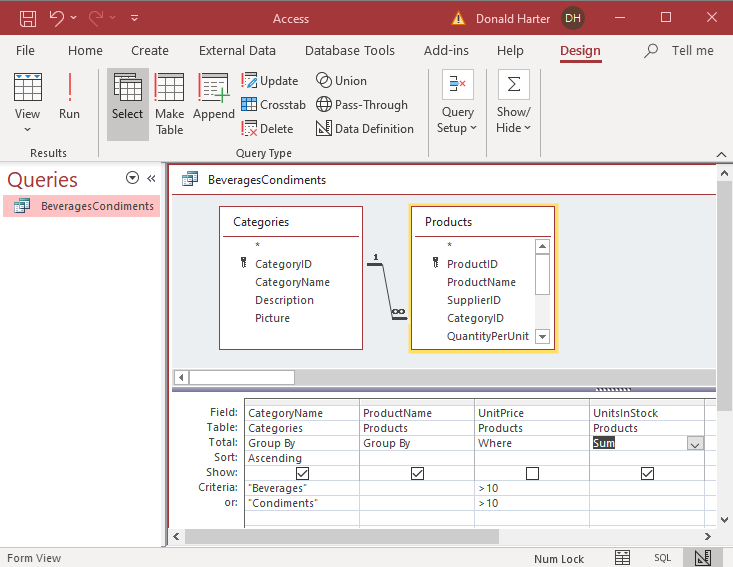 Access
Donald Harter
DH
File Home Create External Data Database Tools Add-ins Help Design Tell me
View
Run
Results
Select
Make Table
Append
Update
Crosstab
Delete
Union
Pass-Through
Data Definition
Query Type
Query Setup
Show/ Hide
Queries
BeveragesCondiments
BeveragesCondiments
Categories
*
CategoryID
CategoryName
Description
Picture
1
∞
Products
*
ProductID
ProductName
SupplierID
CategoryID
QuantityPerUnit
Field: CategoryName ProductName UnitPrice UnitsInStock
Table: Categories Products Products Products
Total: Group By Group By Where Sum
Sort: Ascending
Show:
Criteria: "Beverages" >10
or: "Condiments" >10
Form View
Num Lock
SQL